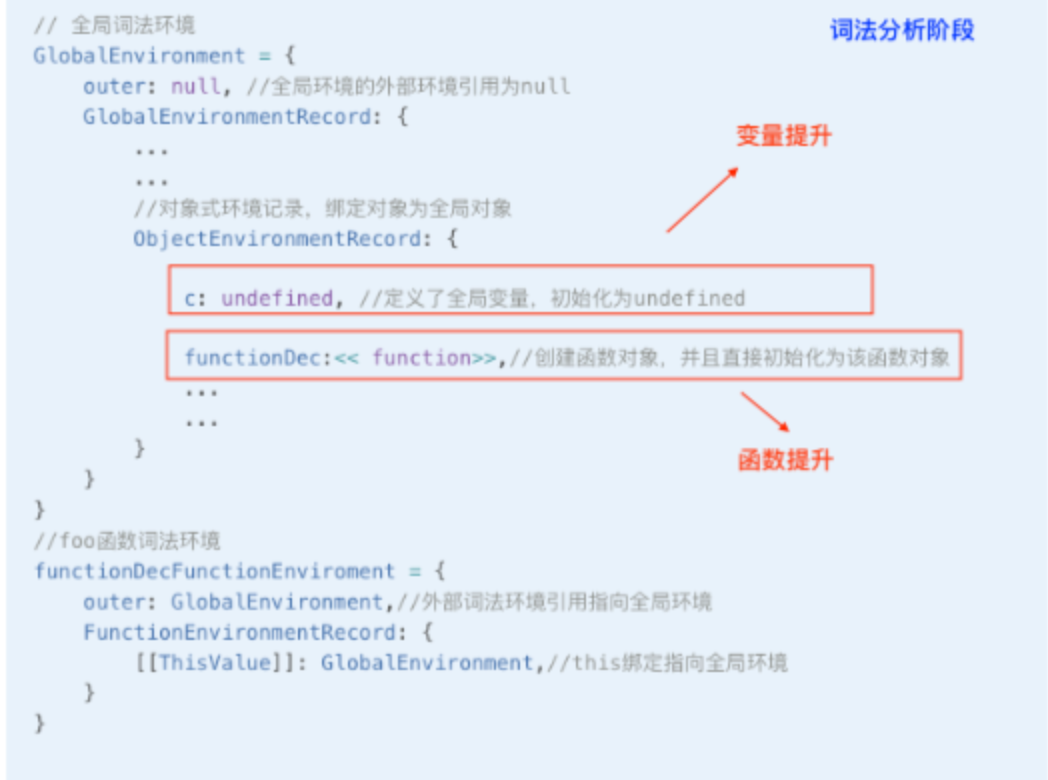 // 全局词法环境
词法分析阶段
GlobalEnvironment = {
outer: null, //全局环境的外部环境引用为null
GlobalEnvironmentRecord: {
变量提升
...
...
//对象式环境记录，绑定对象为全局对象
ObjectEnvironmentRecord: {
c: undefined, //定义了全局变量，初始化为undefined
functionDec:<< function>>,//创建函数对象，并且直接初始化为该函数对象
...
...
}
函数提升
}
}
//foo函数词法环境
functionDecFunctionEnviroment = {
outer: GlobalEnvironment,//外部词法环境引用指向全局环境
FunctionEnvironmentRecord: {
[[ThisValue]]: GlobalEnvironment,//this绑定指向全局环境
}
}